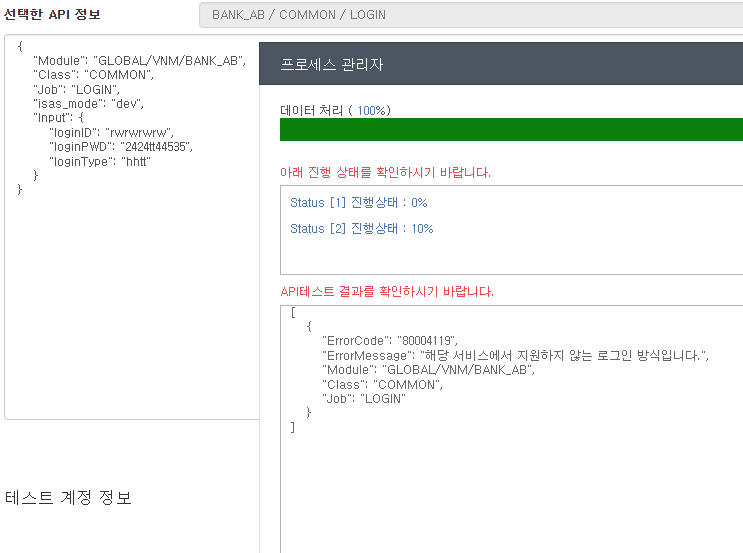 선택한 API 정보
BANK_AB / COMMON / LOGIN
{
"Module": "GLOBAL/VNM/BANK_AB",
"Class": "COMMON",
"Job": "LOGIN",
"isas_mode": "dev",
"Input": {
"loginID": "rwrwrwrw",
"loginPWD": "2424tt44535",
"loginType": "hhtt"
}
}
프로세스 관리자
데이터 처리 ( 100%)
아래 진행 상태를 확인하시기 바랍니다.
Status [1] 진행상태 : 0%
Status [2] 진행상태 : 10%
API테스트 결과를 확인하시기 바랍니다.
[
{
"ErrorCode": "80004119",
"ErrorMessage": "해당 서비스에서 지원하지 않는 로그인 방식입니다.",
"Module": "GLOBAL/VNM/BANK_AB",
"Class": "COMMON",
"Job": "LOGIN"
}
]
테스트 계정 정보